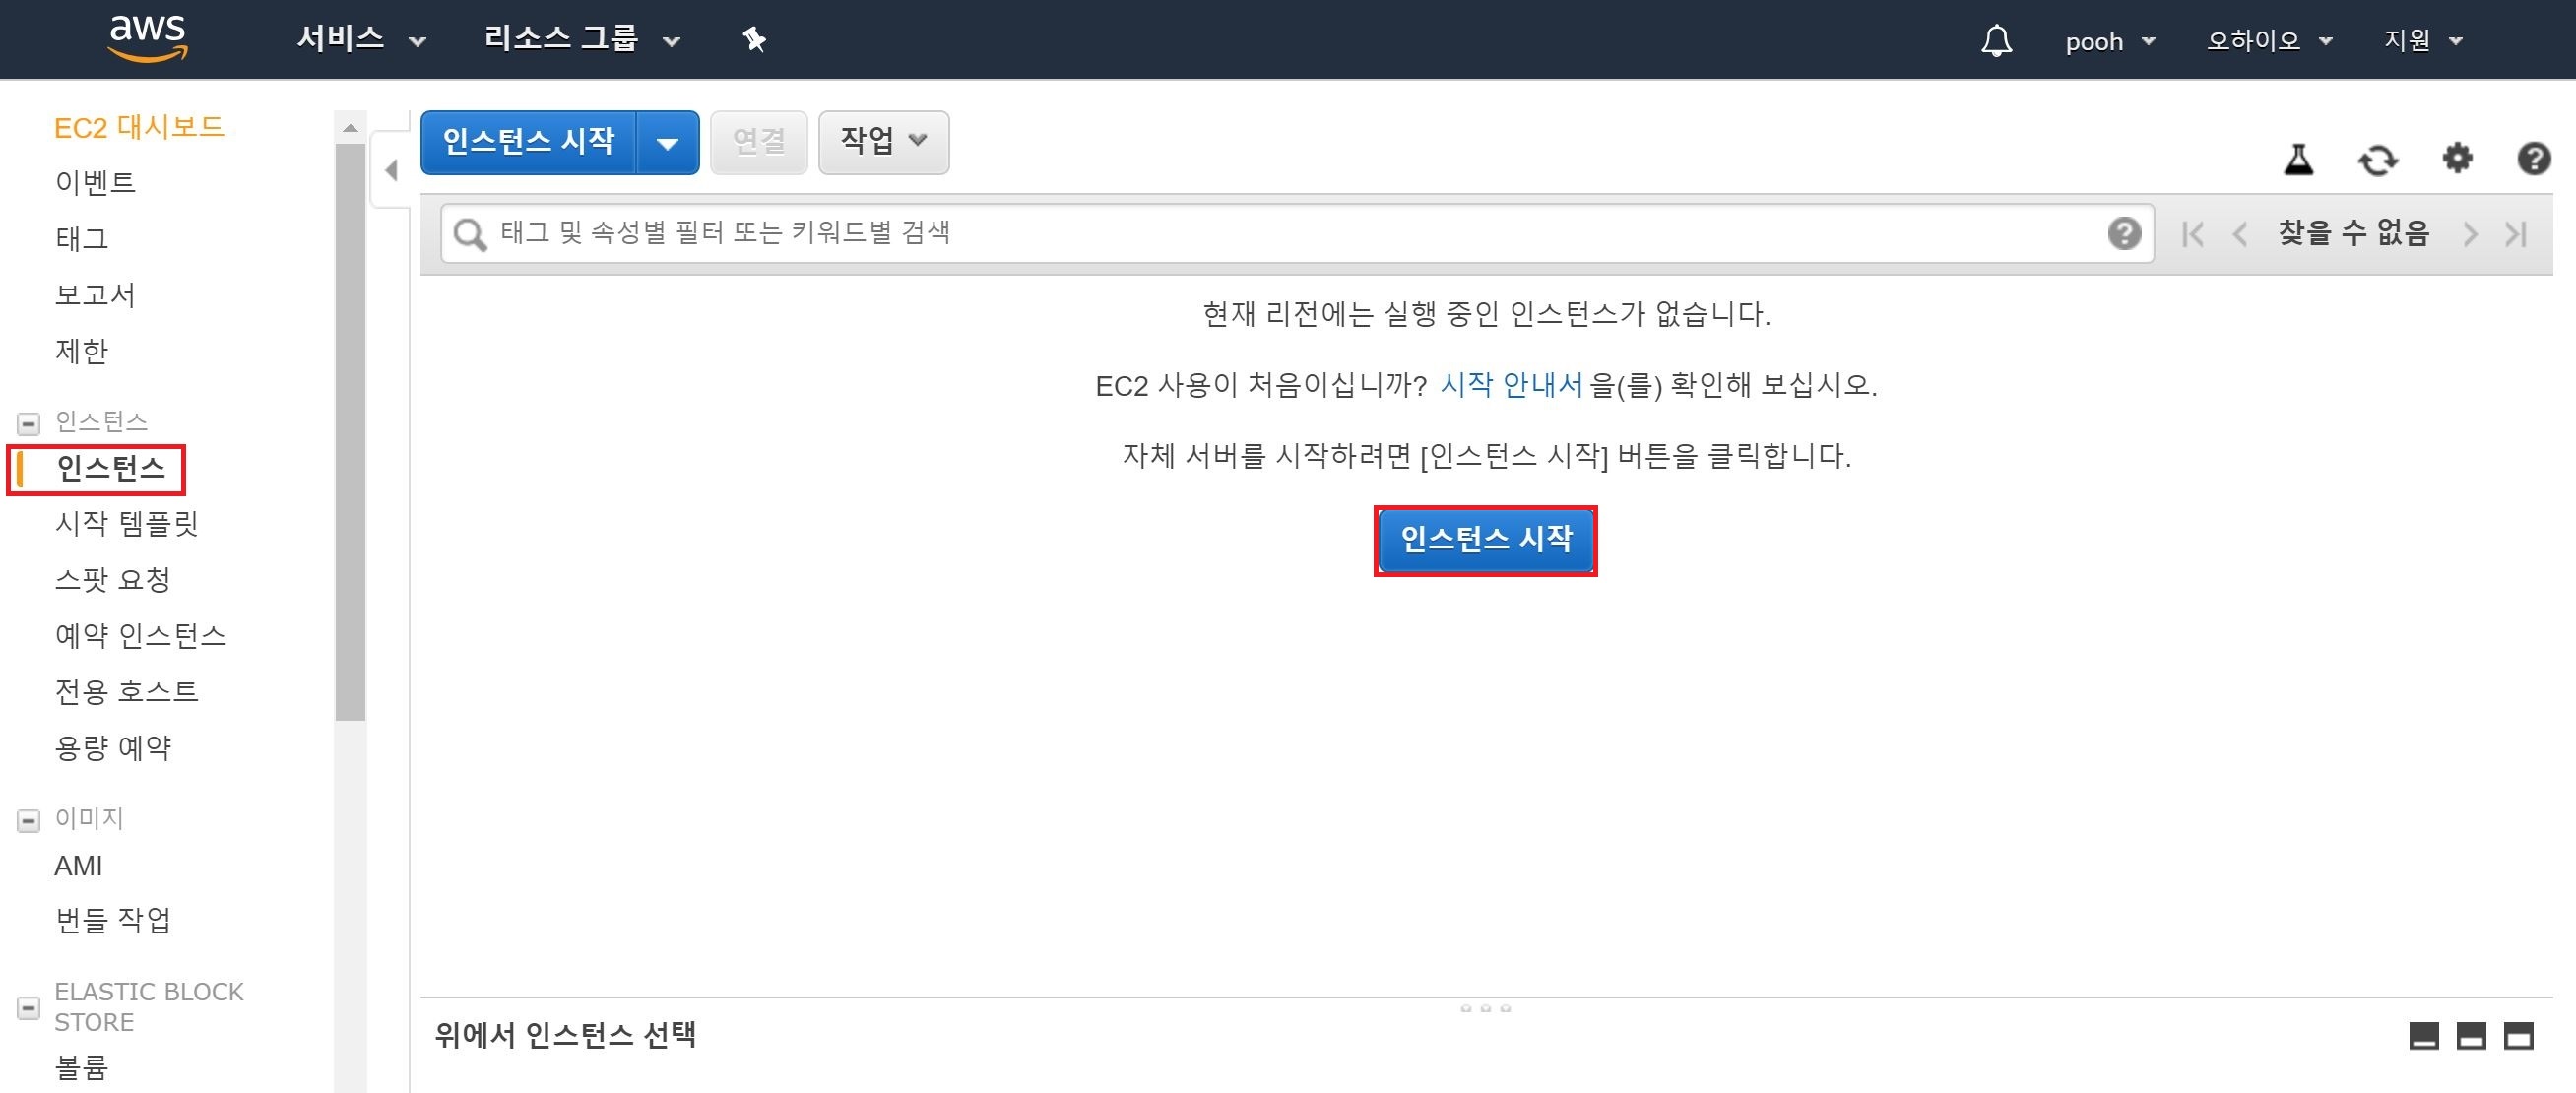 aws
서비스
리소스 그룹
pooh
오하이오
지원
EC2 대시보드
이벤트
태그
보고서
제한
인스턴스
인스턴스
시작 템플릿
스팟 요청
예약 인스턴스
전용 호스트
용량 예약
이미지
AMI
번들 작업
ELASTIC BLOCK
STORE
볼륨
인스턴스 시작
연결
작업
태그 및 속성별 필터 또는 키워드별 검색
찾을 수 없음
현재 리전에는 실행 중인 인스턴스가 없습니다.
EC2 사용이 처음이십니까? 시작 안내서 을(를) 확인해 보십시오.
자체 서버를 시작하려면 [인스턴스 시작] 버튼을 클릭합니다.
인스턴스 시작
위에서 인스턴스 선택